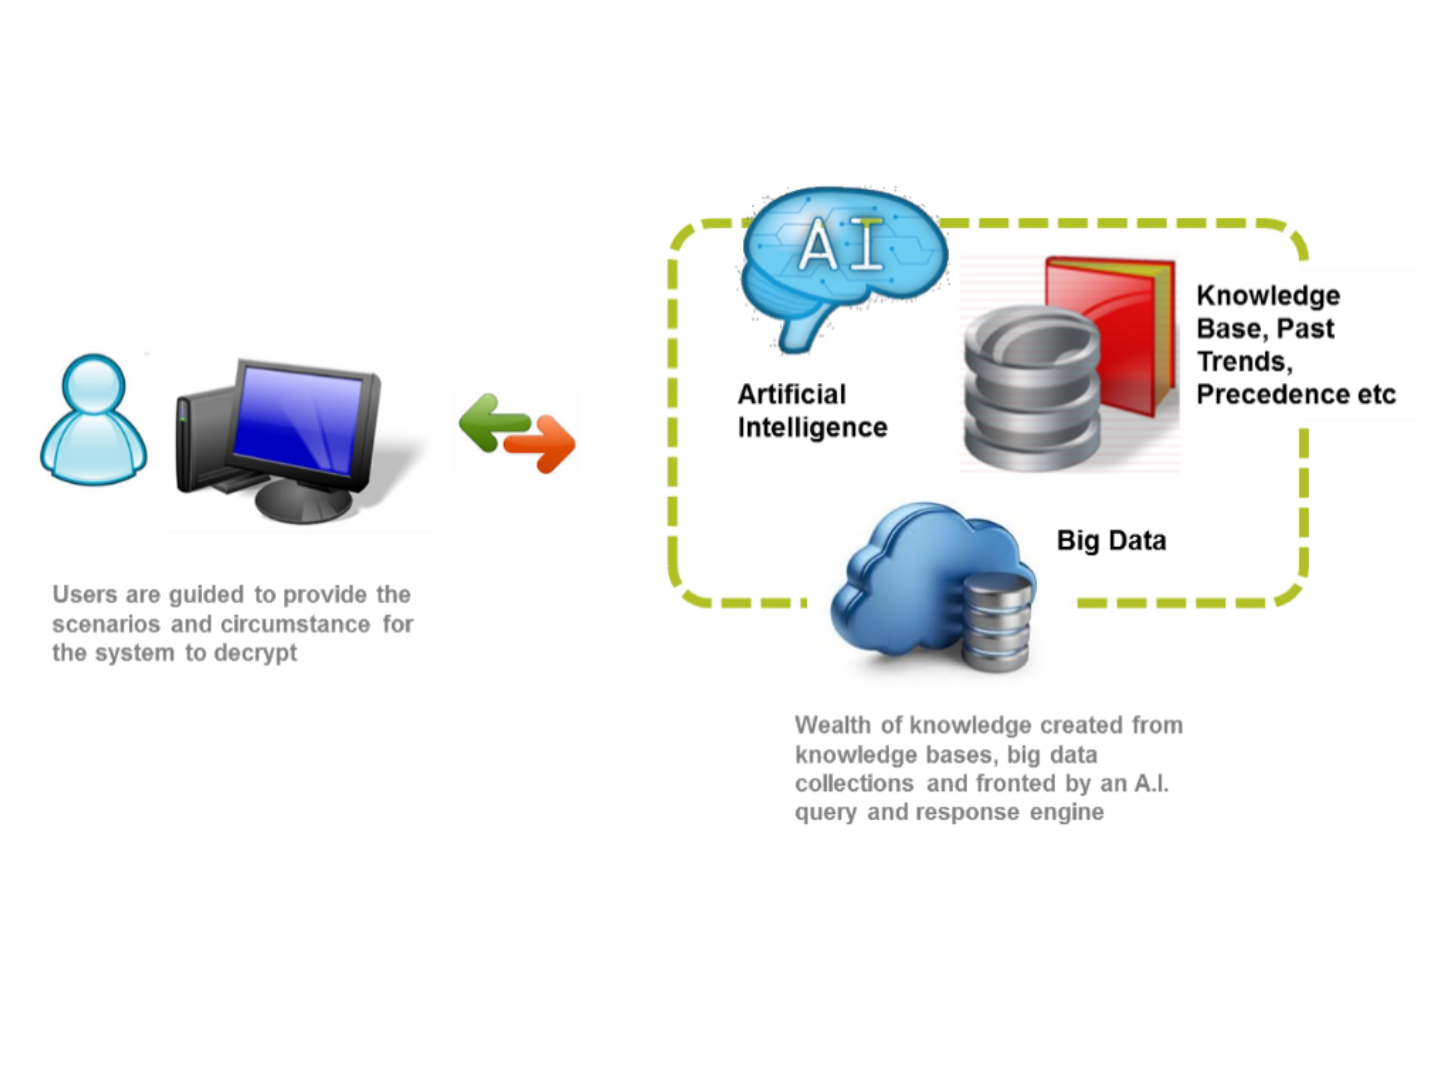 AI
Artificial
Intelligence
Knowledge
Base, Past
Trends,
Precedence etc
Big Data
Users are guided to provide the
scenarios and circumstance for
the system to decrypt
Wealth of knowledge created from
knowledge bases, big data
collections and fronted by an A.I.
query and response engine